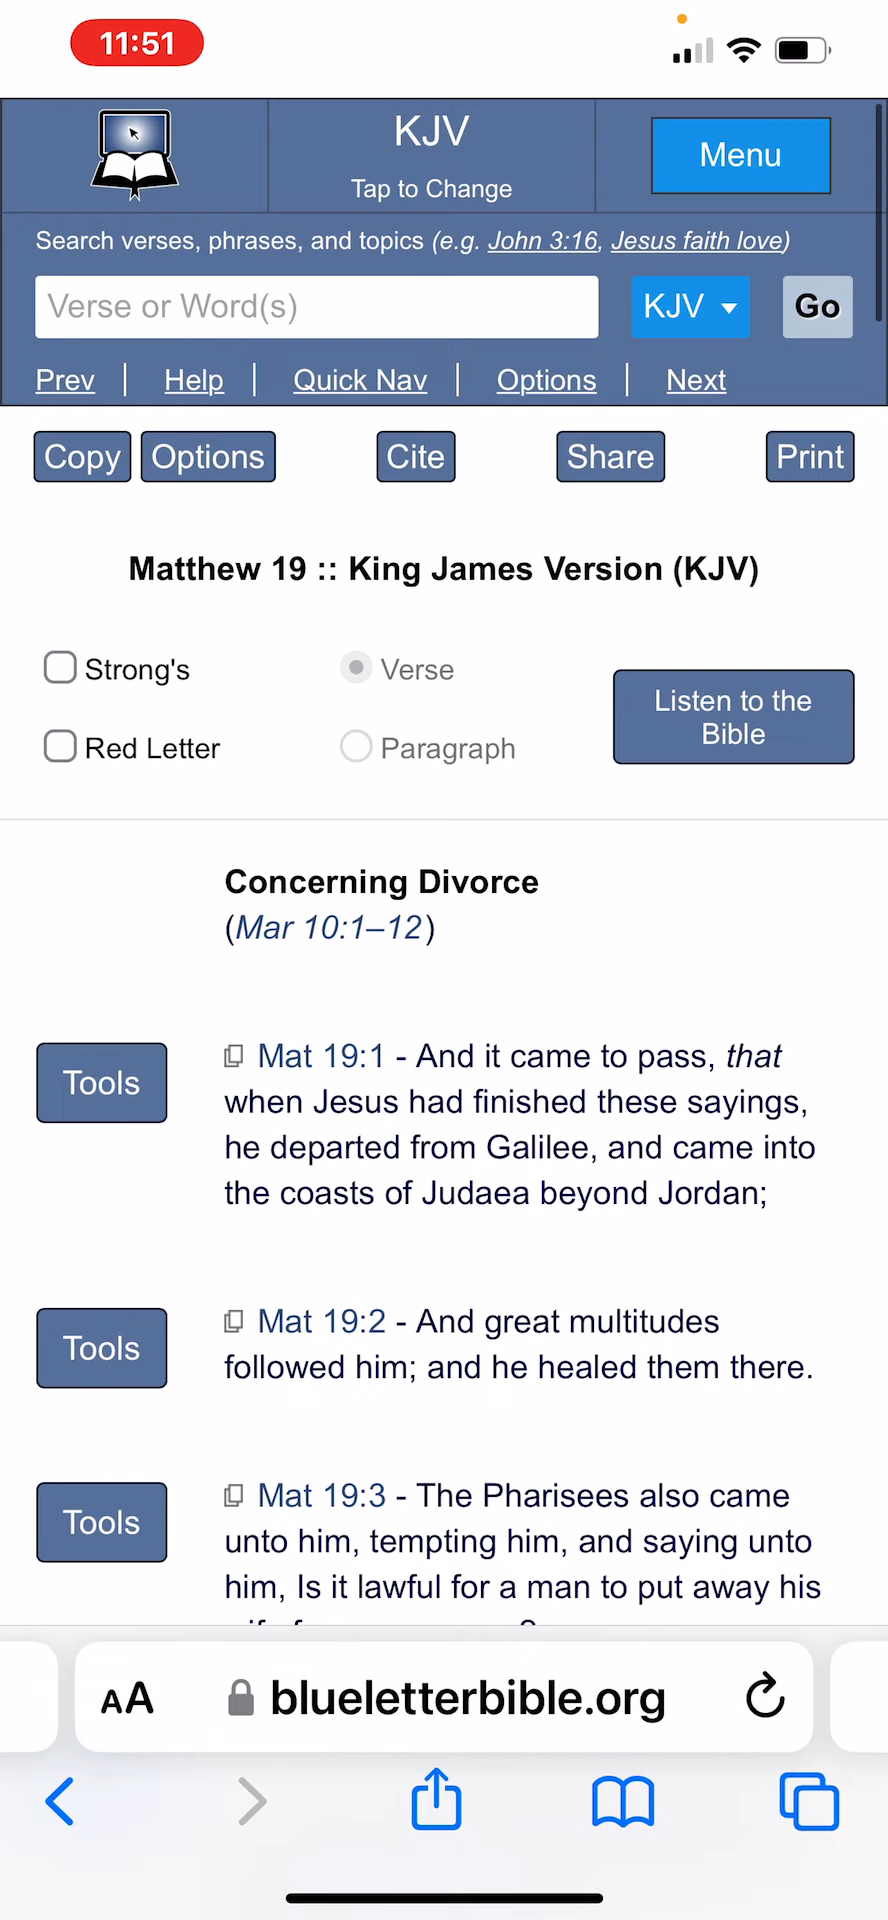 11:51
KJV
Tap to Change
Menu
Search verses, phrases, and topics (e.g. John 3:16, Jesus faith love)
Verse or Word(s)
KJV
Go
Prev | Help | Quick Nav | Options | Next
Copy Options Cite Share Print
Matthew 19 :: King James Version (KJV)
Strong's
Verse
Red Letter
Paragraph
Listen to the
Bible
Concerning Divorce
(Mar 10:1–12)
Tools
Mat 19:1 - And it came to pass, that
when Jesus had finished these sayings,
he departed from Galilee, and came into
the coasts of Judaea beyond Jordan;
Tools
Mat 19:2 - And great multitudes
followed him; and he healed them there.
Tools
Mat 19:3 - The Pharisees also came
unto him, tempting him, and saying unto
him, Is it lawful for a man to put away his
AA blueletterbible.org